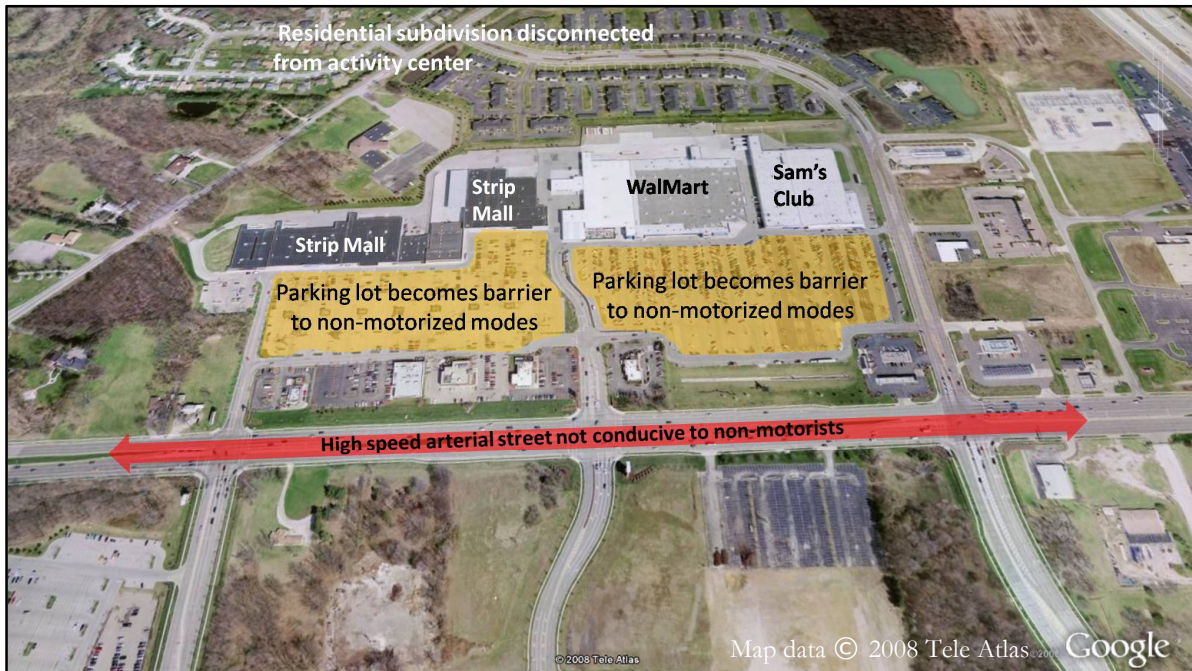 Residential subdivision disconnected
from activity center
Strip
Mall
WalMart
Sam's
Club
Strip Mall
Parking lot becomes barrier
to non-motorized modes
Parking lot becomes barrier
to non-motorized modes
High speed arterial street not conducive to non-motorists
Map data © 2008 Tele Atlas
© 2008
Google
© 2008 Tele Atlas